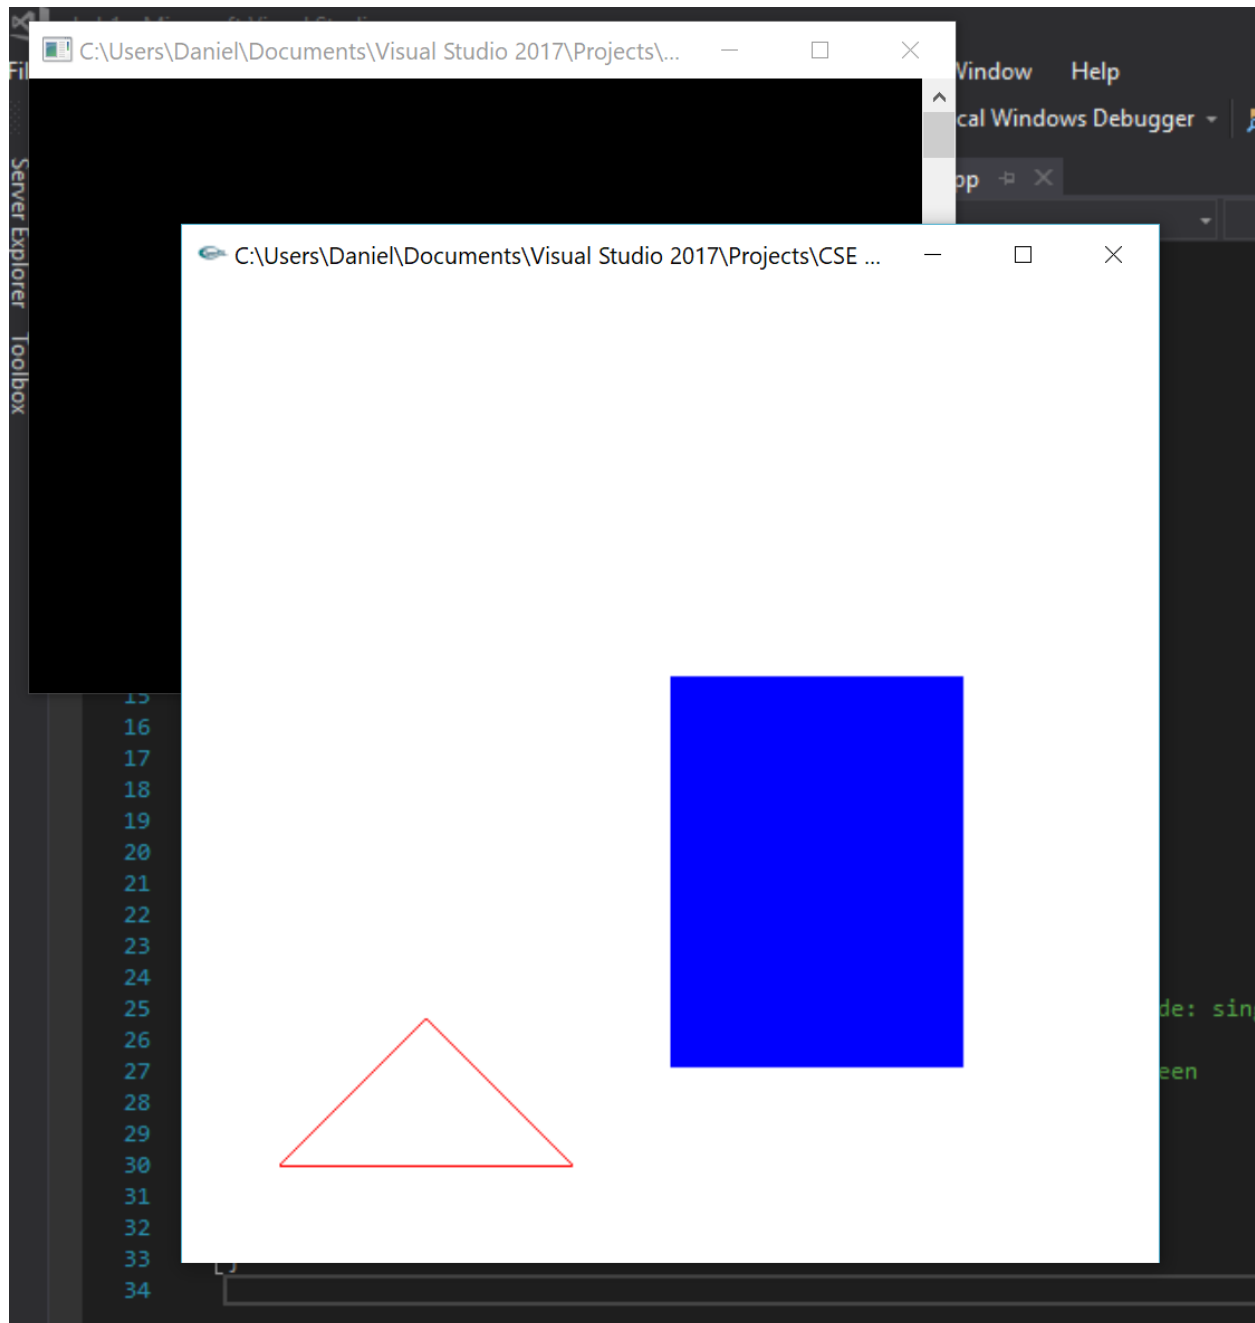 C:\Users\Daniel\Documents\Visual Studio 2017\Projects\...
Window Help
cal Windows Debugger
pp
Server Explorer
Toolbox
C:\Users\Daniel\Documents\Visual Studio 2017\Projects\CSE ...
15
16
17
18
19
20
21
22
23
24
25 de: sing
26
27 een
28
29
30
31
32
33 }
34